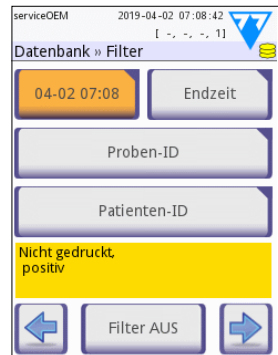 serviceOEM 2019-04-02 07:08:42
[ -, -, -, 1]
Datenbank » Filter
04-02 07:08 Endzeit
Proben-ID
Patienten-ID
Nicht gedruckt,
positiv
Filter AUS